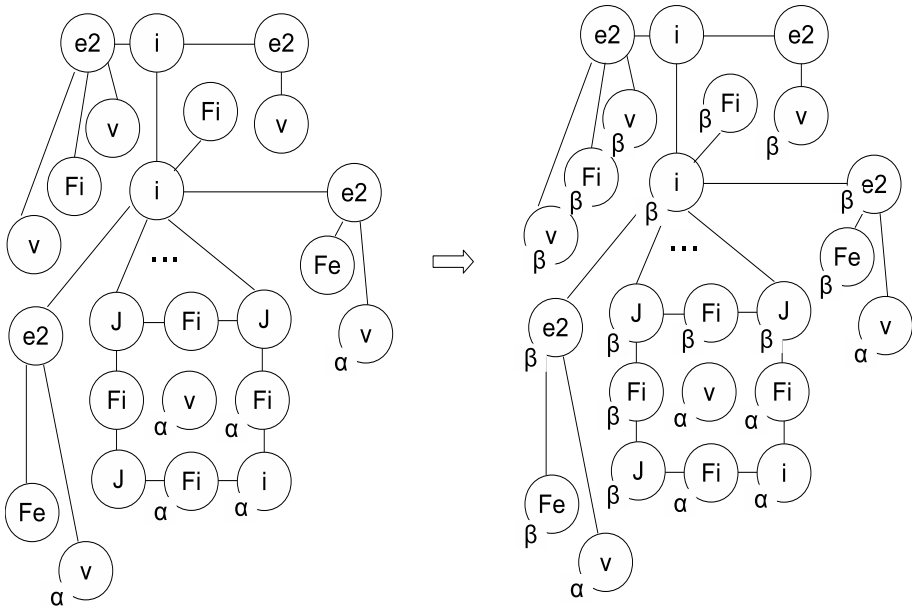 e2 i e2
Fi
v v
Fi
i e2
v
...
Fe
e2 J Fi J v
α
Fi v Fi
α α
J Fi i
α α
Fe
v
α
e2 i e2
Fi
β
v v
β β
Fi
β
i e2
β β
v
β
...
Fe
β
e2 J Fi J v
β β β β α
Fi v Fi
β α α
J Fi i
β α α
Fe
β
v
α